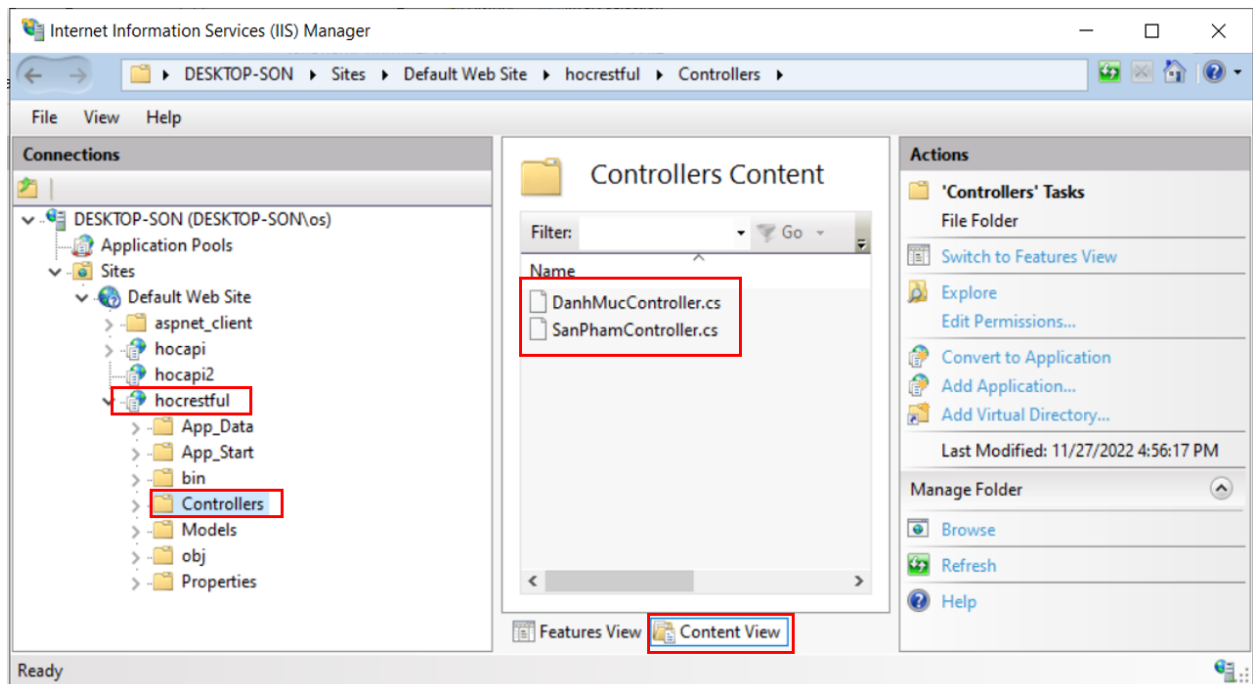 Internet Information Services (IIS) Manager
DESKTOP-SON Sites Default Web Site hocrestful Controllers
File View Help
Connections
DESKTOP-SON (DESKTOP-SON\os)
Application Pools
Sites
Default Web Site
aspnet_client
hocapi
hocapi2
hocrestful
App_Data
App_Start
bin
Controllers
Models
obj
Properties
Controllers Content
Filter: Go
Name
DanhMucController.cs
SanPhamController.cs
Features View Content View
Actions
'Controllers' Tasks
File Folder
Switch to Features View
Explore
Edit Permissions...
Convert to Application
Add Application...
Add Virtual Directory...
Last Modified: 11/27/2022 4:56:17 PM
Manage Folder
Browse
Refresh
Help
Ready